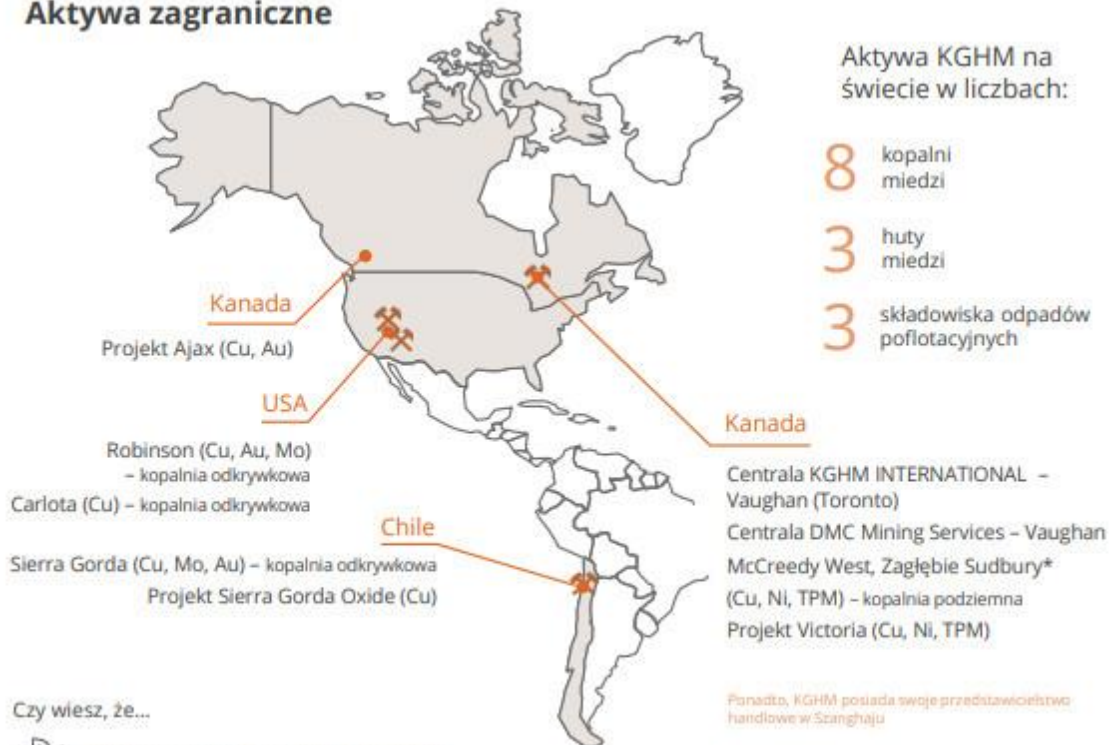 Aktywa zagraniczne
Aktywa KGHM na
świecie w liczbach:
8 kopalni
miedzi
3 huty
miedzi
3 składowiska odpadów
poflotacyjnych
Kanada
Projekt Ajax (Cu, Au)
USA
Robinson (Cu, Au, Mo)
– kopalnia odkrywkowa
Carlota (Cu) – kopalnia odkrywkowa
Chile
Sierra Gorda (Cu, Mo, Au) – kopalnia odkrywkowa
Projekt Sierra Gorda Oxide (Cu)
Kanada
Centrala KGHM INTERNATIONAL –
Vaughan (Toronto)
Centrala DMC Mining Services – Vaughan
McCreedy West, Zagłębie Sudbury*
(Cu, Ni, TPM) – kopalnia podziemna
Projekt Victoria (Cu, Ni, TPM)
Ponadto, KGHM posiada swoje przedstawicielstwo
handlowe w Szanghaju
Czy wiesz, że...